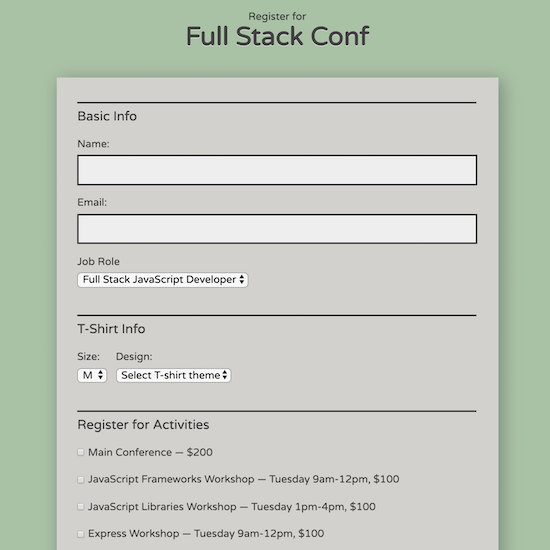 Register for
Full Stack Conf
Basic Info
Name:
Email:
Job Role
Full Stack JavaScript Developer
T-Shirt Info
Size: Design:
M Select T-shirt theme
Register for Activities
Main Conference — $200
JavaScript Frameworks Workshop — Tuesday 9am-12pm, $100
JavaScript Libraries Workshop — Tuesday 1pm-4pm, $100
Express Workshop — Tuesday 9am-12pm, $100